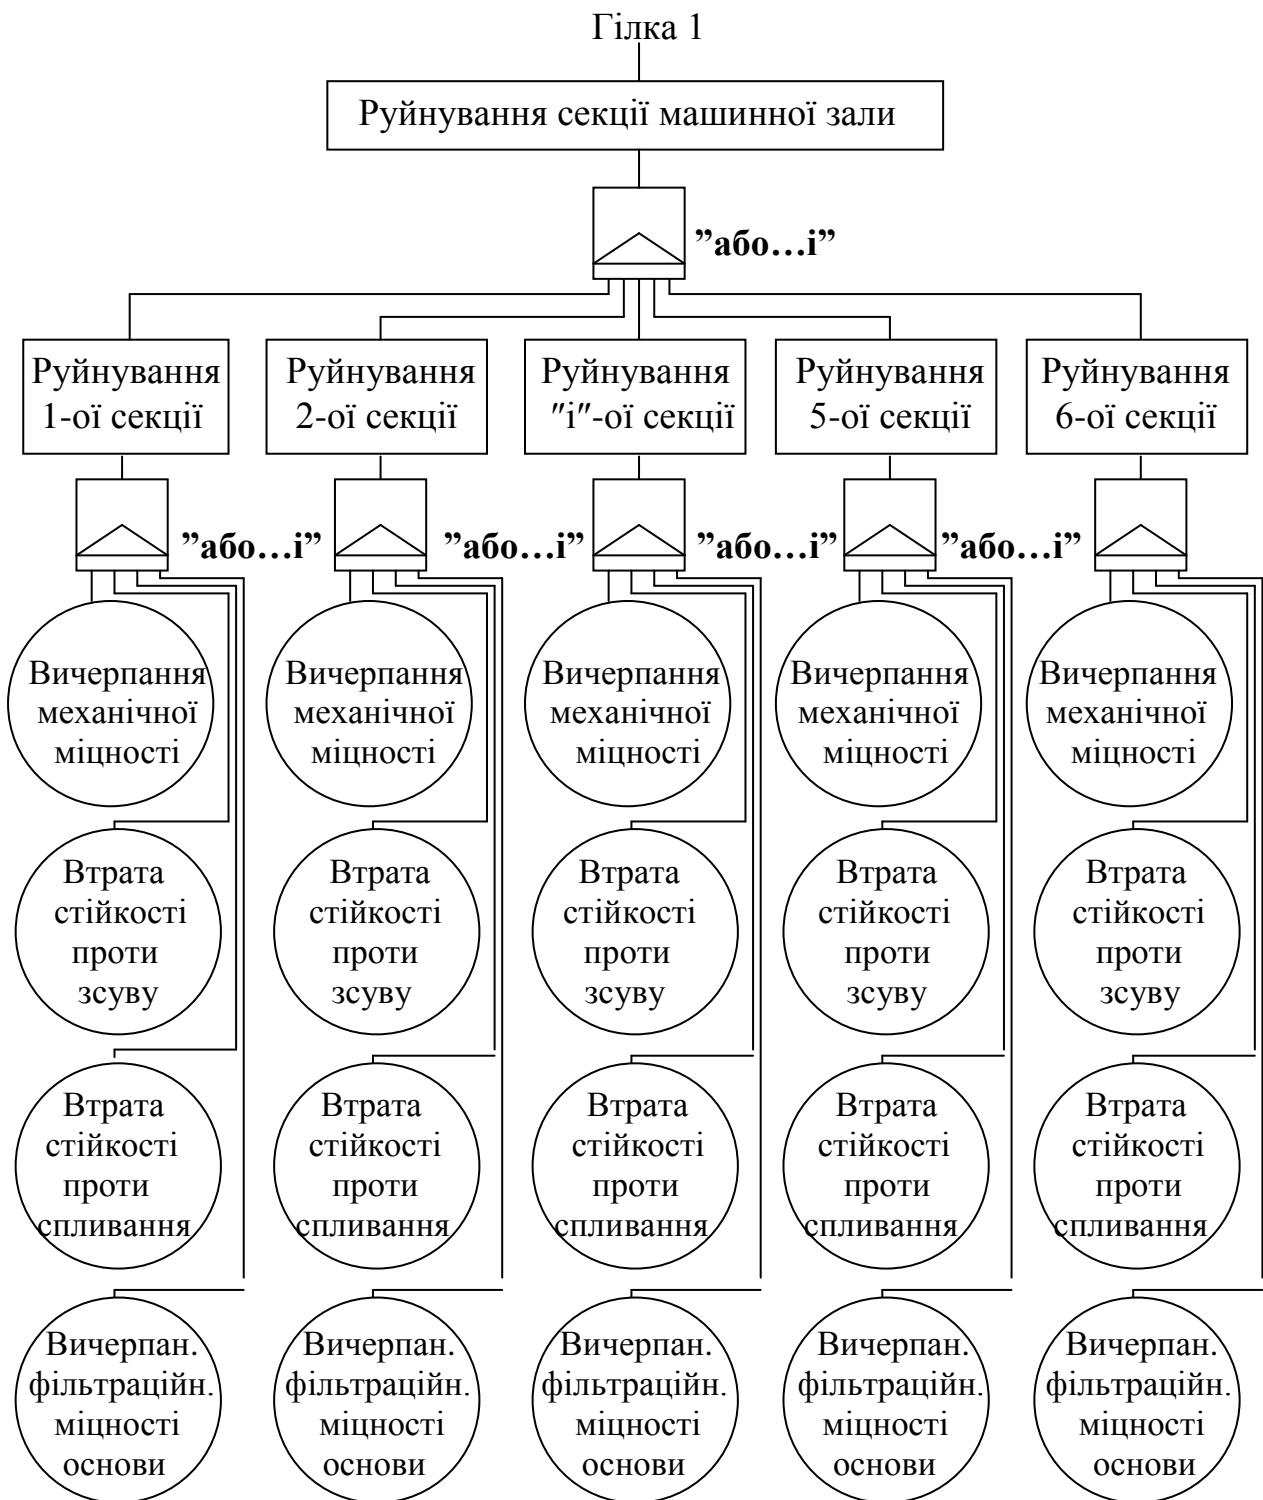 Гілка 1
Руйнування секції машинної зали
”або…і”
Руйнування
1-ої секції
Руйнування
2-ої секції
Руйнування
"і"-ої секції
Руйнування
5-ої секції
Руйнування
6-ої секції
”або…і”
”або…і”
”або…і”
”або…і”
Вичерпання
механічної
міцності
Вичерпання
механічної
міцності
Вичерпання
механічної
міцності
Вичерпання
механічної
міцності
Вичерпання
механічної
міцності
Втрата
стійкості
проти
зсуву
Втрата
стійкості
проти
зсуву
Втрата
стійкості
проти
зсуву
Втрата
стійкості
проти
зсуву
Втрата
стійкості
проти
зсуву
Втрата
стійкості
проти
спливання
Втрата
стійкості
проти
спливання
Втрата
стійкості
проти
спливання
Втрата
стійкості
проти
спливання
Втрата
стійкості
проти
спливання
Вичерпан.
фільтраційн.
міцності
основи
Вичерпан.
фільтраційн.
міцності
основи
Вичерпан.
фільтраційн.
міцності
основи
Вичерпан.
фільтраційн.
міцності
основи
Вичерпан.
фільтраційн.
міцності
основи